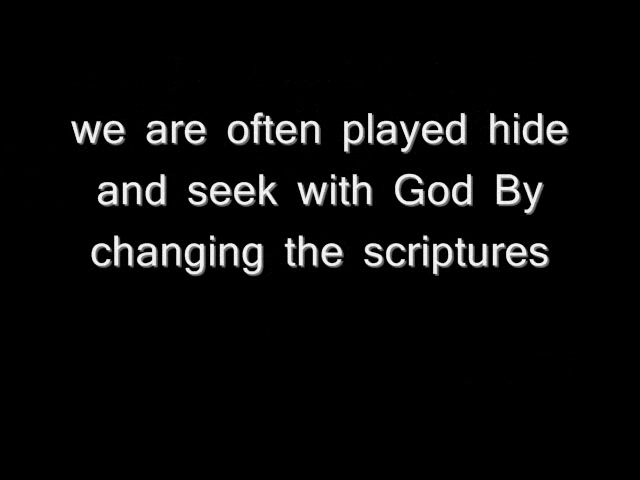 we are often played hide
and seek with God By
changing the scriptures